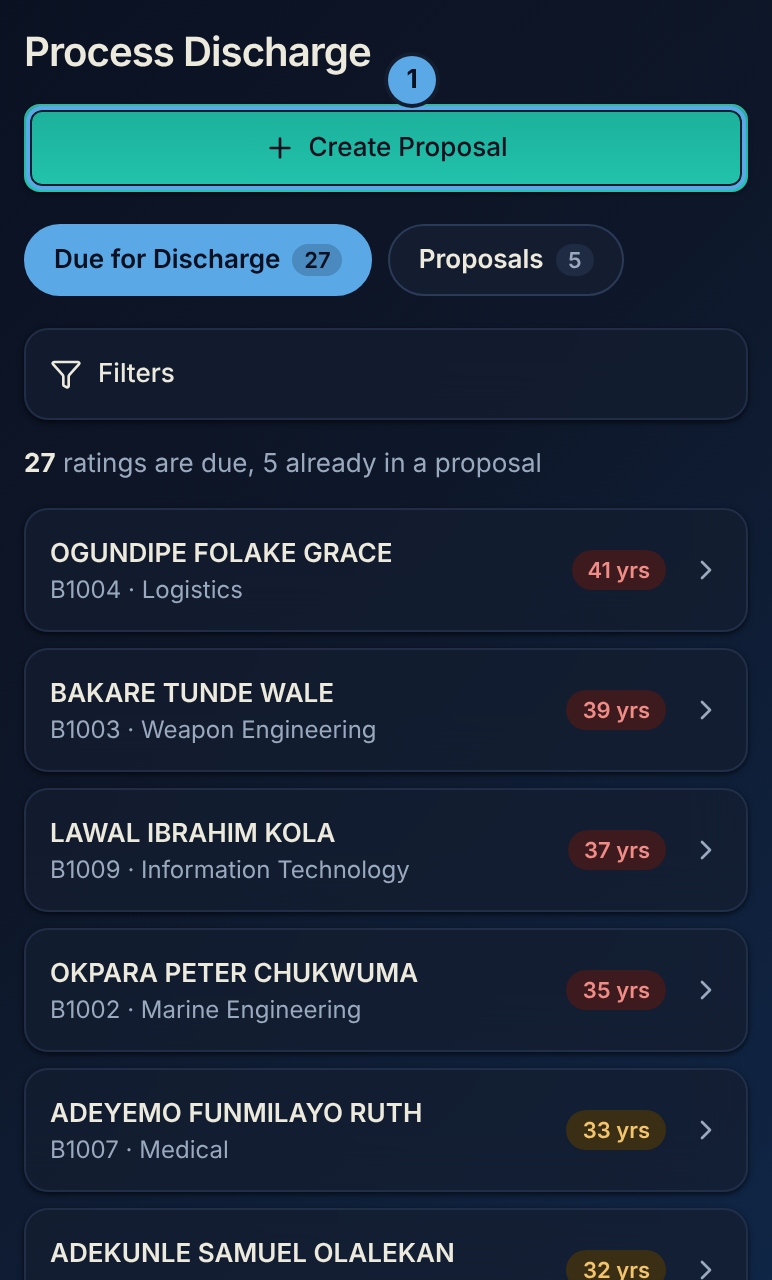 Process Discharge
1
+ Create Proposal
Due for Discharge 27
Proposals 5
Filters
27 ratings are due, 5 already in a proposal
OGUNDIPE FOLAKE GRACE
B1004 · Logistics
41 yrs
BAKARE TUNDE WALE
B1003 · Weapon Engineering
39 yrs
LAWAL IBRAHIM KOLA
B1009 · Information Technology
37 yrs
OKPARA PETER CHUKWUMA
B1002 · Marine Engineering
35 yrs
ADEYEMO FUNMILAYO RUTH
B1007 · Medical
33 yrs
ADEKUNLE SAMUEL OLALEKAN
32 yrs